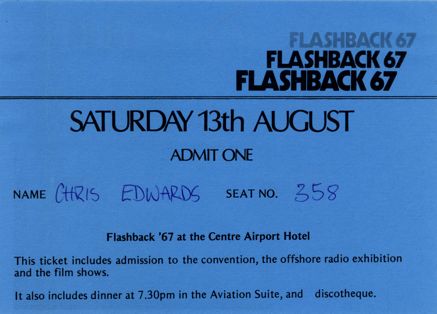 FLASHBACK 67
FLASHBACK 67
FLASHBACK 67
SATURDAY 13th AUGUST
ADMIT ONE
NAME CHRIS EDWARDS SEAT NO. 358
Flashback '67 at the Centre Airport Hotel
This ticket includes admission to the convention, the offshore radio exhibition
and the film shows.
It also includes dinner at 7.30pm in the Aviation Suite, and discotheque.